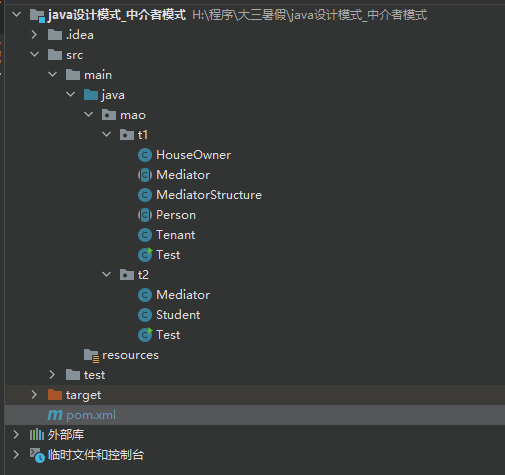 java设计模式_中介者模式 H:\程序\大三暑假\java设计模式_中介者模式
.idea
src
main
java
mao
t1
HouseOwner
Mediator
MediatorStructure
Person
Tenant
Test
t2
Mediator
Student
Test
resources
test
target
pom.xml
外部库
临时文件和控制台